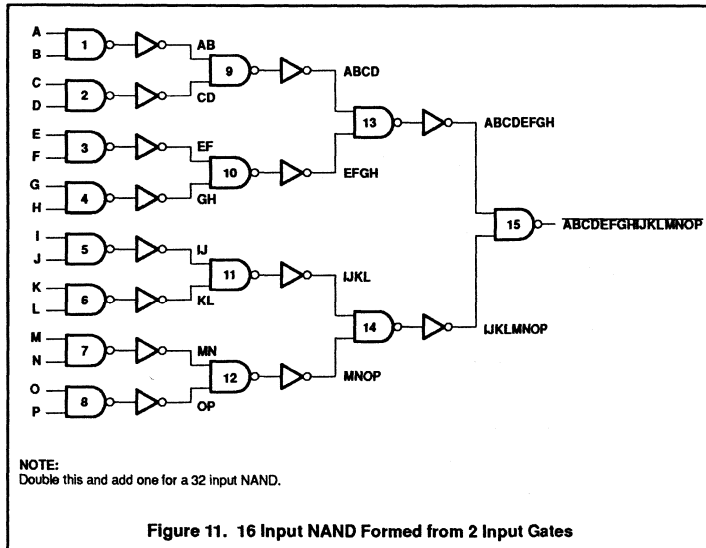 A
B
1
AB
C
D
2
CD
9
ABCD
E
F
3
EF
G
H
4
GH
10
EFGH
13
ABCDEFGH
I
J
5
IJ
K
L
6
KL
11
IJKL
M
N
7
MN
O
P
8
OP
12
MNOP
14
IJKLMNOP
15
ABCDEFGHIJKLMNOP
NOTE:
Double this and add one for a 32 input NAND.
Figure 11. 16 Input NAND Formed from 2 Input Gates